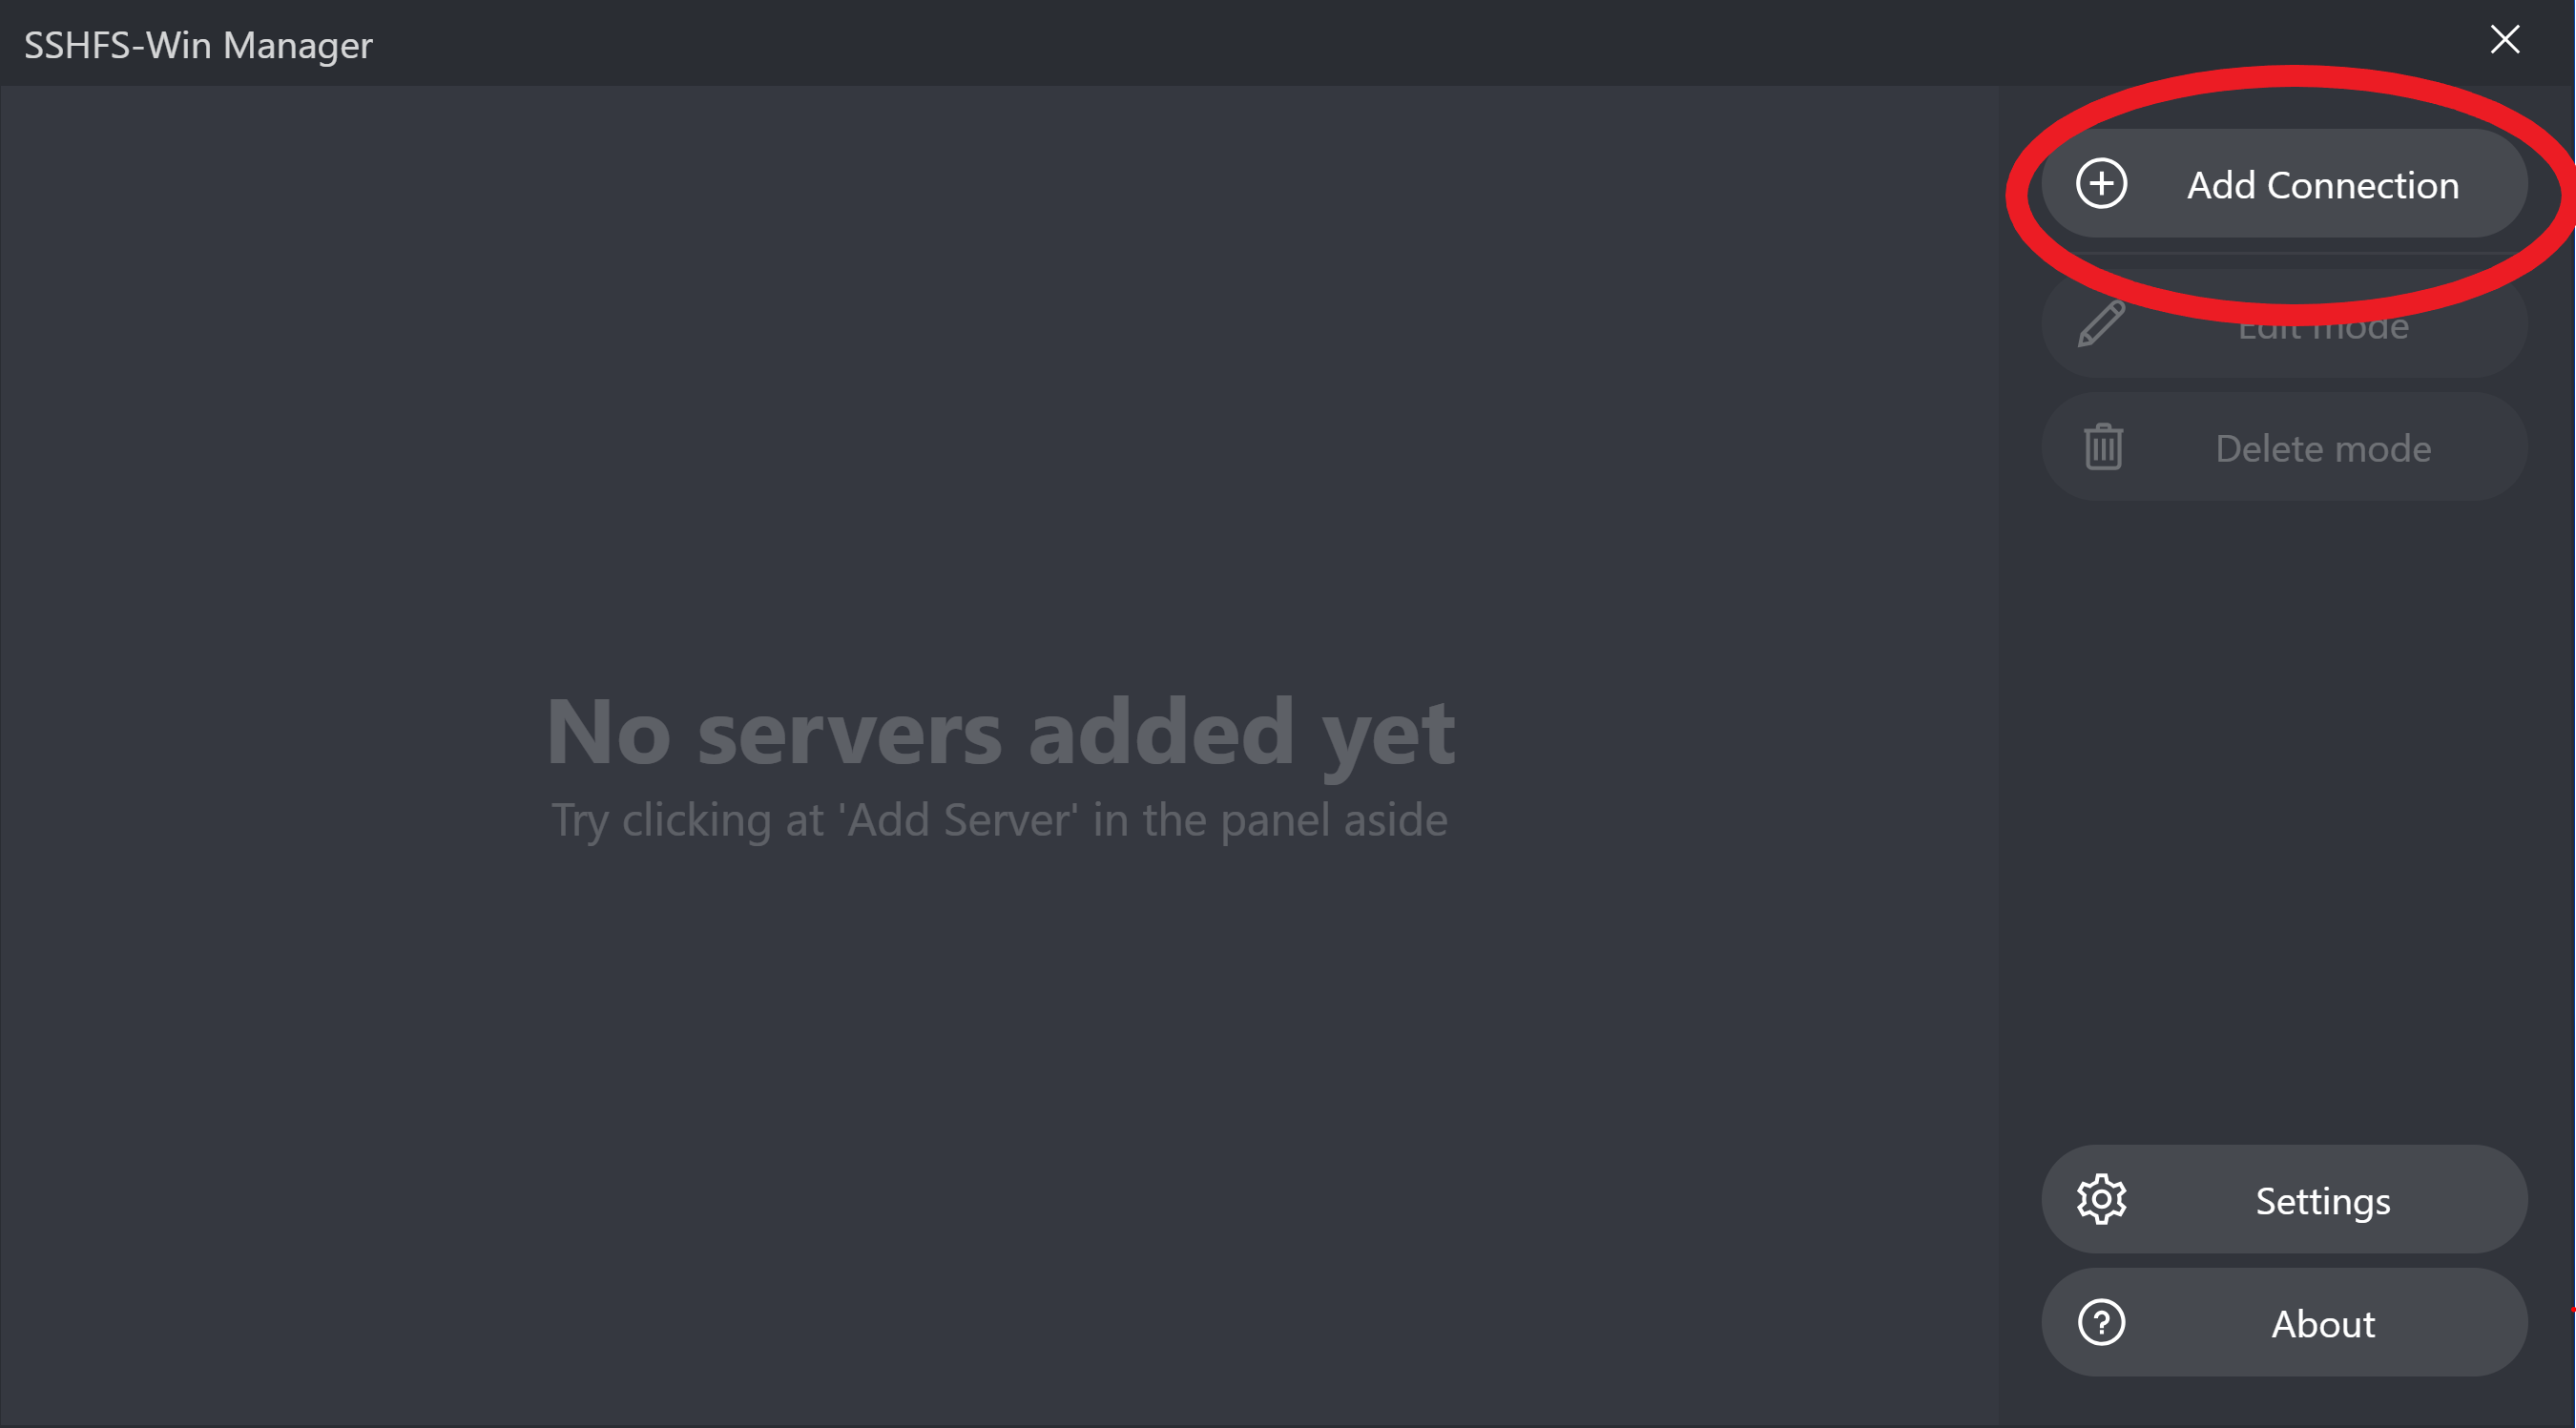 SSHFS-Win Manager
Add Connection
Edit mode
Delete mode
No servers added yet
Try clicking at 'Add Server' in the panel aside
Settings
About